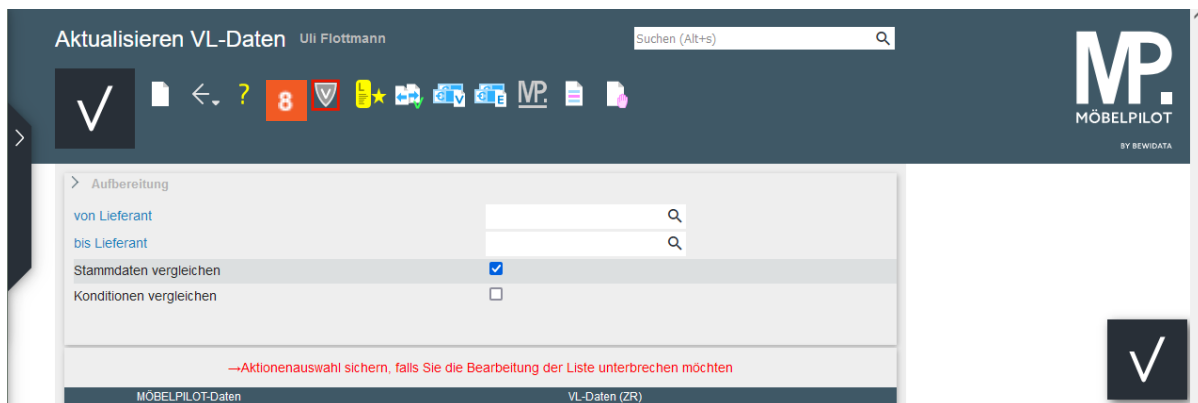 Aktualisieren VL-Daten Uli Flottmann
Suchen (Alt+s)
MP.
MÖBELPILOT
BY BEWIDATA
? 8 V L V E MP.
Aufbereitung
von Lieferant
bis Lieferant
Stammdaten vergleichen
Konditionen vergleichen
→Aktionenauswahl sichern, falls Sie die Bearbeitung der Liste unterbrechen möchten
MÖBELPILOT-Daten VL-Daten (ZR)